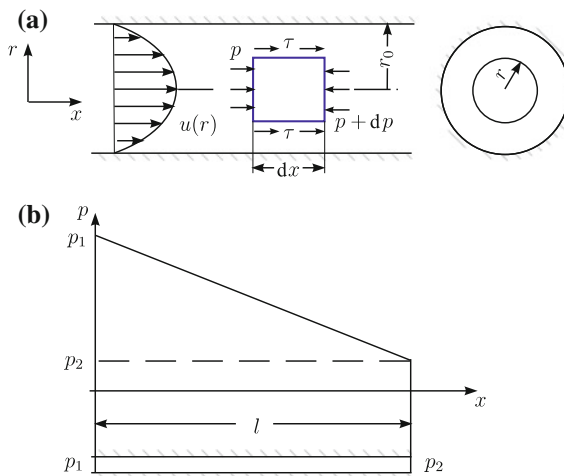 (a)
r
x
u(r)
p
τ
τ
p + dp
dx
r₀
r
(b)
p
p₁
p₂
x
l
p₁
p₂